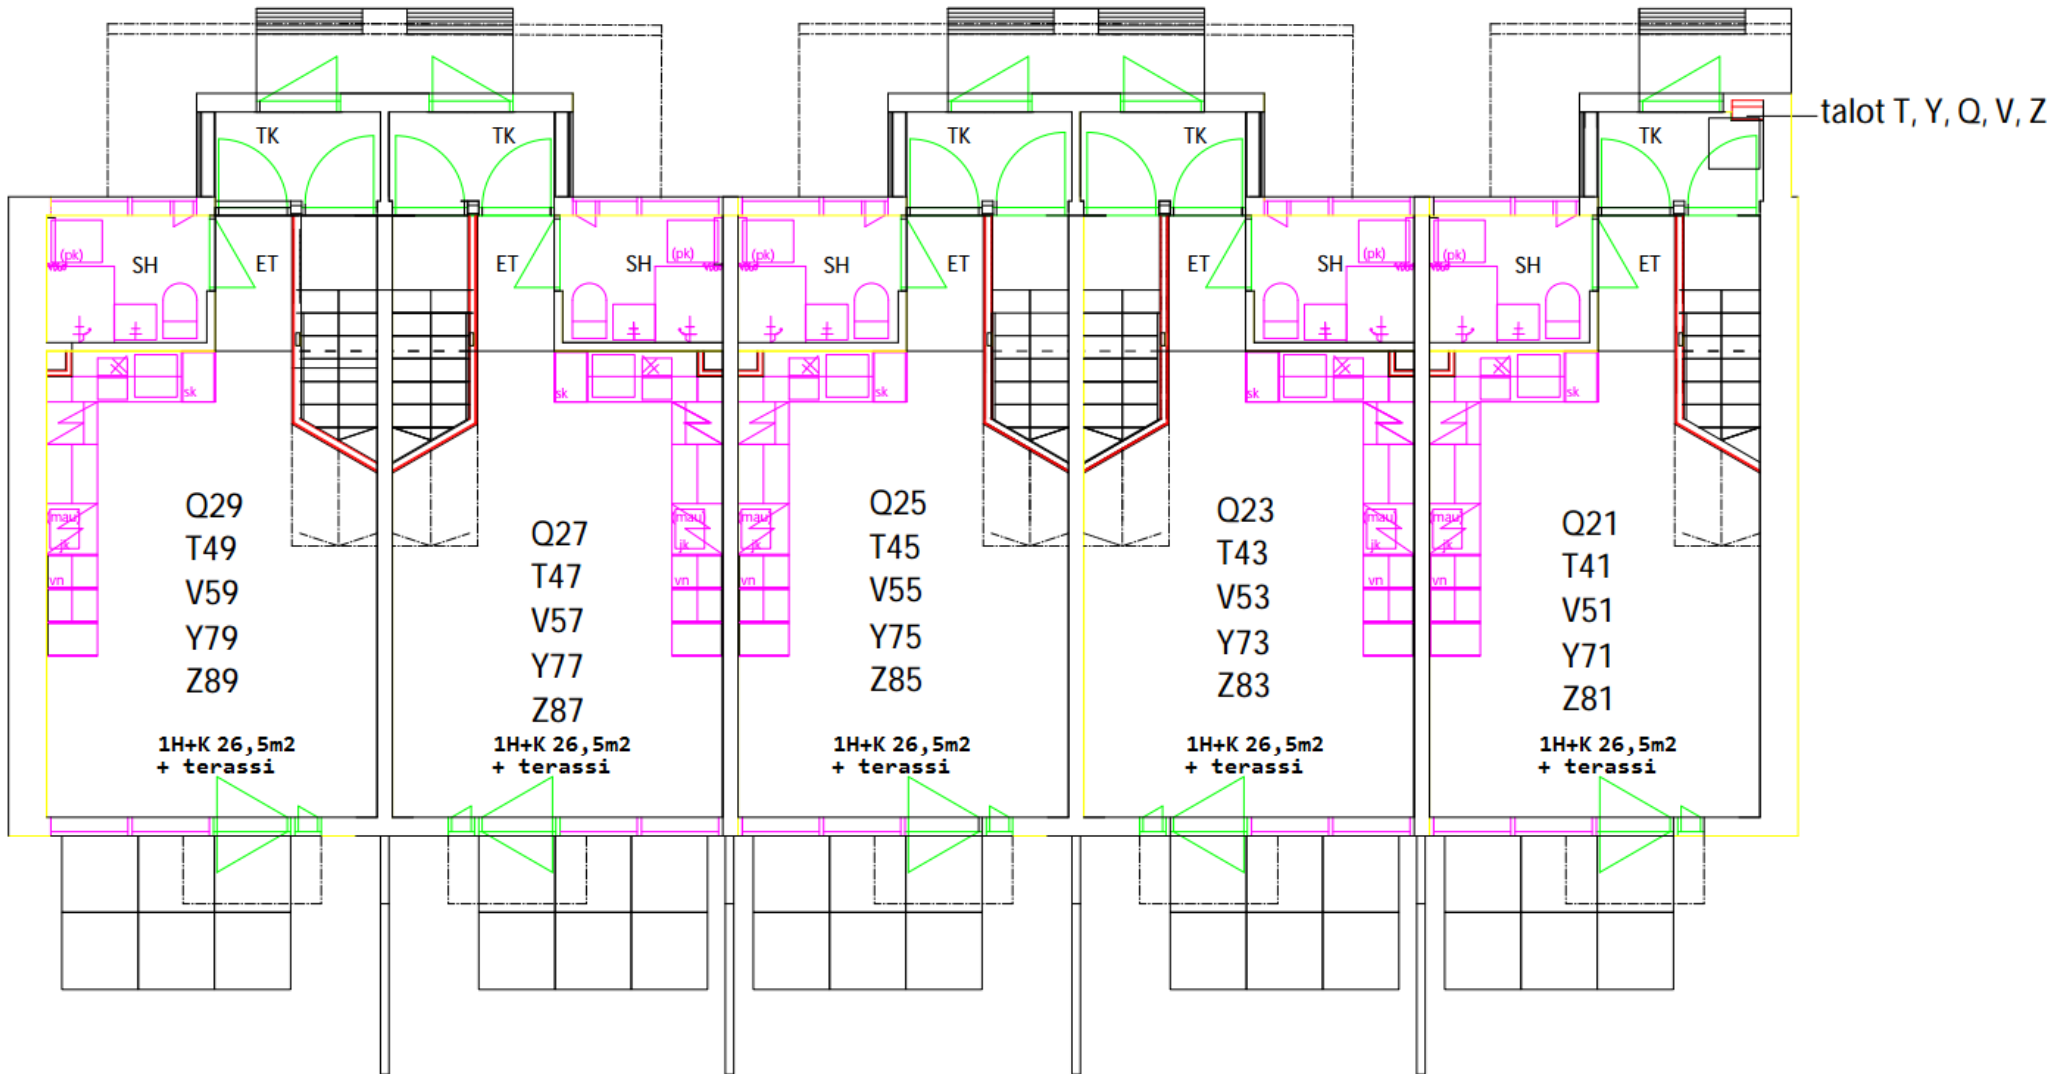 talot T, Y, Q, V, Z
TK
TK
TK
TK
TK
(pk)
SH
ET
ET
SH
(pk)
(pk)
SH
ET
ET
SH
(pk)
(pk)
SH
ET
sk
sk
sk
sk
sk
(mau)
jk
vn
Q29
T49
V59
Y79
Z89
1H+K 26,5m2
+ terassi
Q27
T47
V57
Y77
Z87
1H+K 26,5m2
+ terassi
(mau)
jk
vn
(mau)
jk
vn
Q25
T45
V55
Y75
Z85
1H+K 26,5m2
+ terassi
Q23
T43
V53
Y73
Z83
1H+K 26,5m2
+ terassi
(mau)
jk
vn
(mau)
jk
vn
Q21
T41
V51
Y71
Z81
1H+K 26,5m2
+ terassi